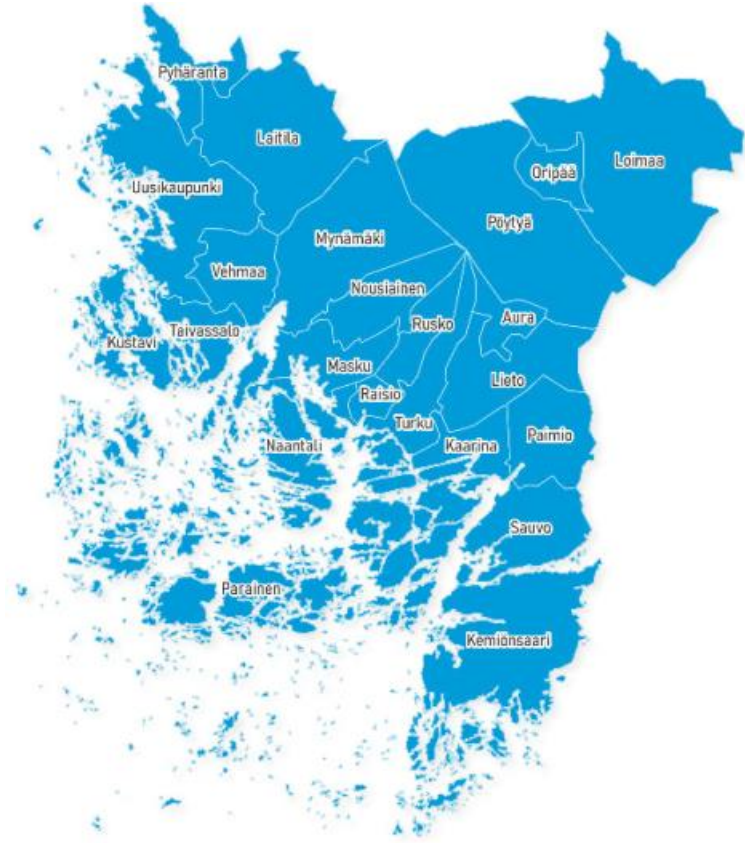 Pyhäranta
Laitila
Loimaa
Oripää
Uusikaupunki
Pöytyä
Mynämäki
Vehmaa
Nousiainen
Aura
Rusko
Taivassalo
Kustavi
Masku
Lieto
Raisio
Turku
Paimio
Naantali
Kaarina
Sauvo
Parainen
Kemiönsaari